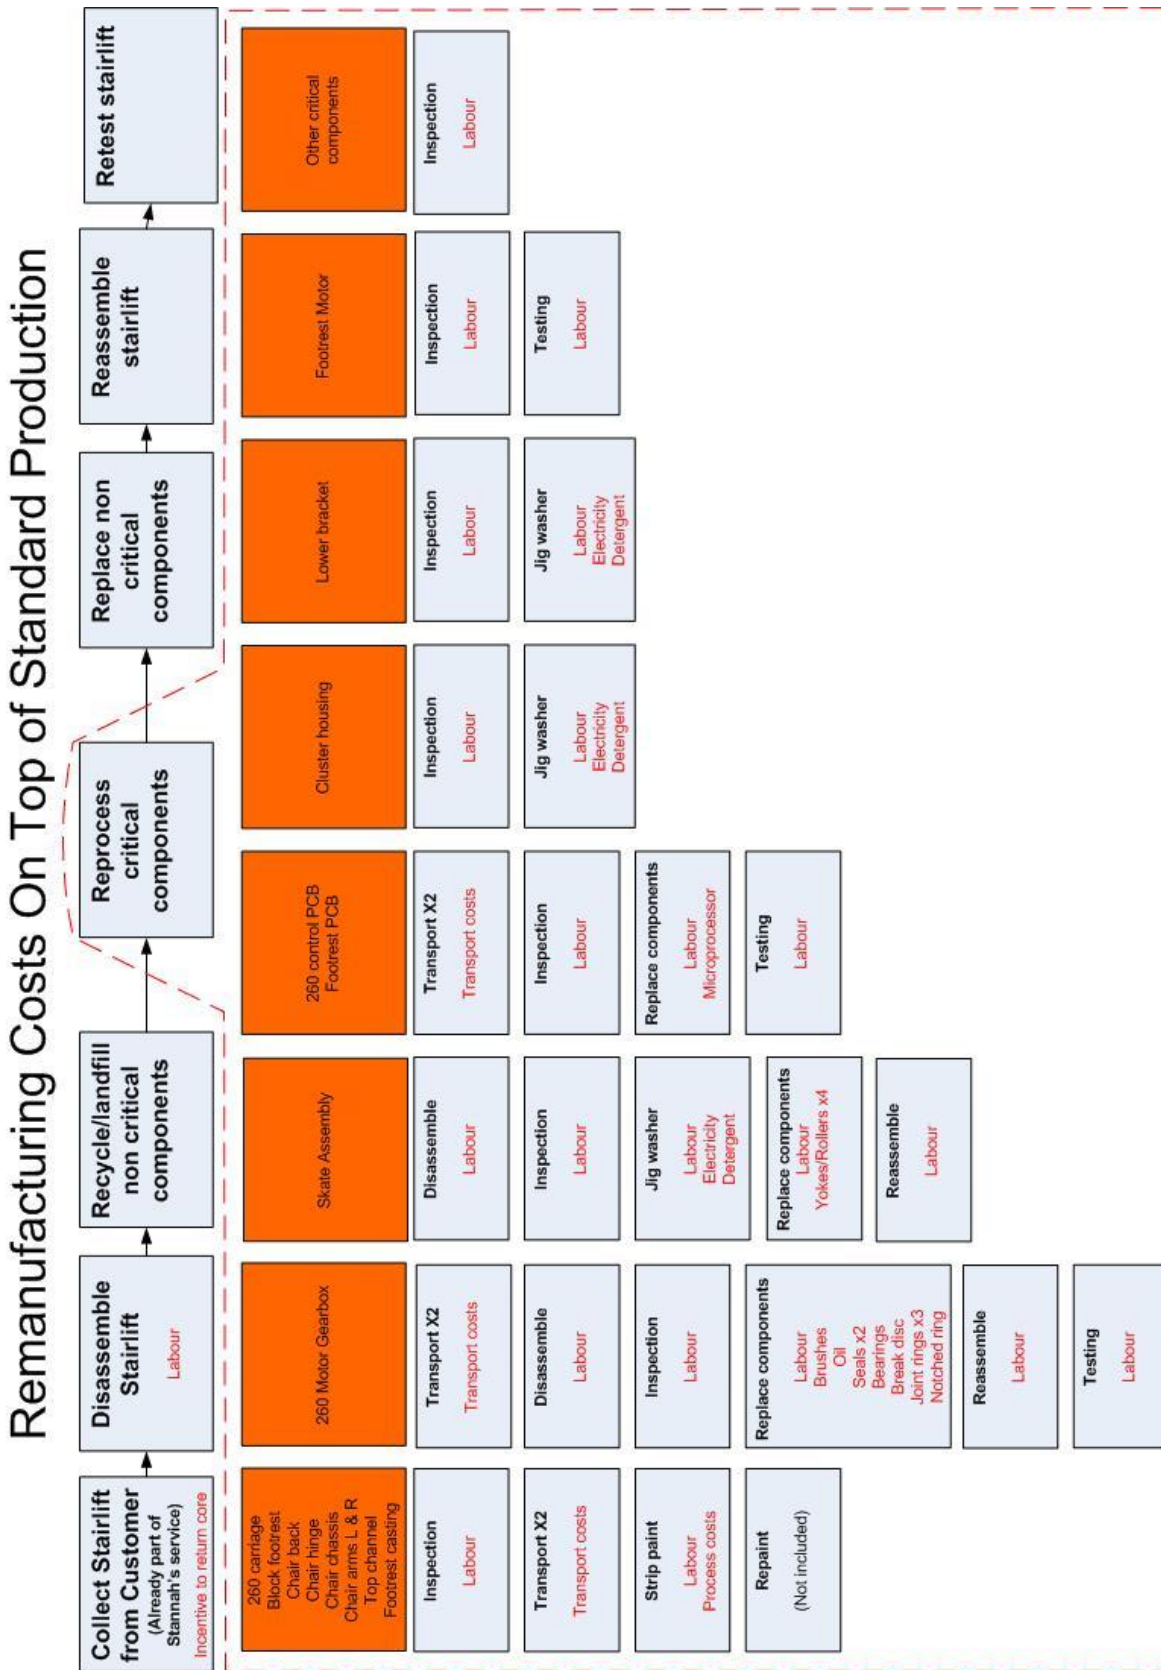 Remanufacturing Costs On Top of Standard Production
Collect Stairlift
from Customer
(Already part of
Stannah's service)
Incentive to return core
Disassemble
Stairlift
Labour
Recycle/landfill
non critical
components
Reprocess
critical
components
Replace non
critical
components
Reassemble
stairlift
Retest stairlift
260 carriage
Block footrest
Chair back
Chair hinge
Chair chassis
Chair arms L & R
Top channel
Footrest casting
Inspection
Labour
Transport X2
Transport costs
Strip paint
Labour
Process costs
Repaint
(Not included)
260 Motor Gearbox
Transport X2
Transport costs
Disassemble
Labour
Inspection
Labour
Replace components
Labour
Brushes
Oil
Seals x2
Bearings
Break disc
Joint rings x3
Notched ring
Reassemble
Labour
Testing
Labour
Skate Assembly
Disassemble
Labour
Inspection
Labour
Jig washer
Labour
Electricity
Detergent
Replace components
Labour
Yokes/Rollers x4
Reassemble
Labour
260 control PCB
Footrest PCB
Transport X2
Transport costs
Inspection
Labour
Replace components
Labour
Microprocessor
Testing
Labour
Cluster housing
Inspection
Labour
Jig washer
Labour
Electricity
Detergent
Lower bracket
Inspection
Labour
Jig washer
Labour
Electricity
Detergent
Footrest Motor
Inspection
Labour
Testing
Labour
Other critical
components
Inspection
Labour